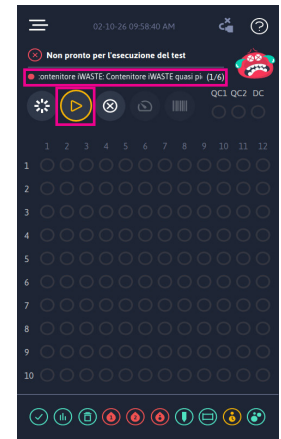 02-10-26 09:58:40 AM
Non pronto per l'esecuzione del test
:ontenitore iWASTE: Contenitore iWASTE quasi pi (1/6)
QC1 QC2 DC
1 2 3 4 5 6 7 8 9 10 11 12
1
2
3
4
5
6
7
8
9
10